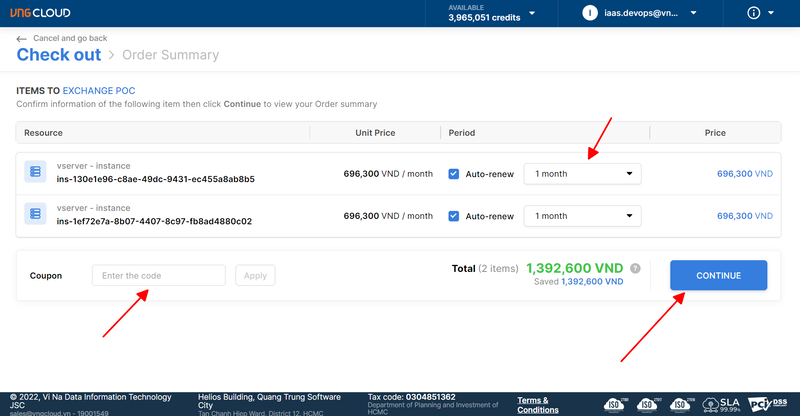 VNG CLOUD
AVAILABLE
3,965,051 credits
I
iaas.devops@vn...
Cancel and go back
Check out > Order Summary
ITEMS TO EXCHANGE POC
Confirm information of the following item then click Continue to view your Order summary
Resource Unit Price Period Price
vserver - instance
ins-130e1e96-c8ae-49dc-9431-ec455a8ab8b5
696,300 VND / month Auto-renew 1 month 696,300 VND
vserver - instance
ins-1ef72e7a-8b07-4407-8c97-fb8ad4880c02
696,300 VND / month Auto-renew 1 month 696,300 VND
Coupon Enter the code Apply
Total (2 items) 1,392,600 VND ?
Saved 1,392,600 VND
CONTINUE
© 2022, Vi Na Data Information Technology
JSC
sales@vngcloud.vn - 19001549
Helios Building, Quang Trung Software
City
Tan Chanh Hiep Ward, District 12, HCMC
Tax code: 0304851362
Department of Planning and Investment of
HCMC
Terms &
Conditions
ISO
ISO
ISO
SLA
99.99%
PCI DSS